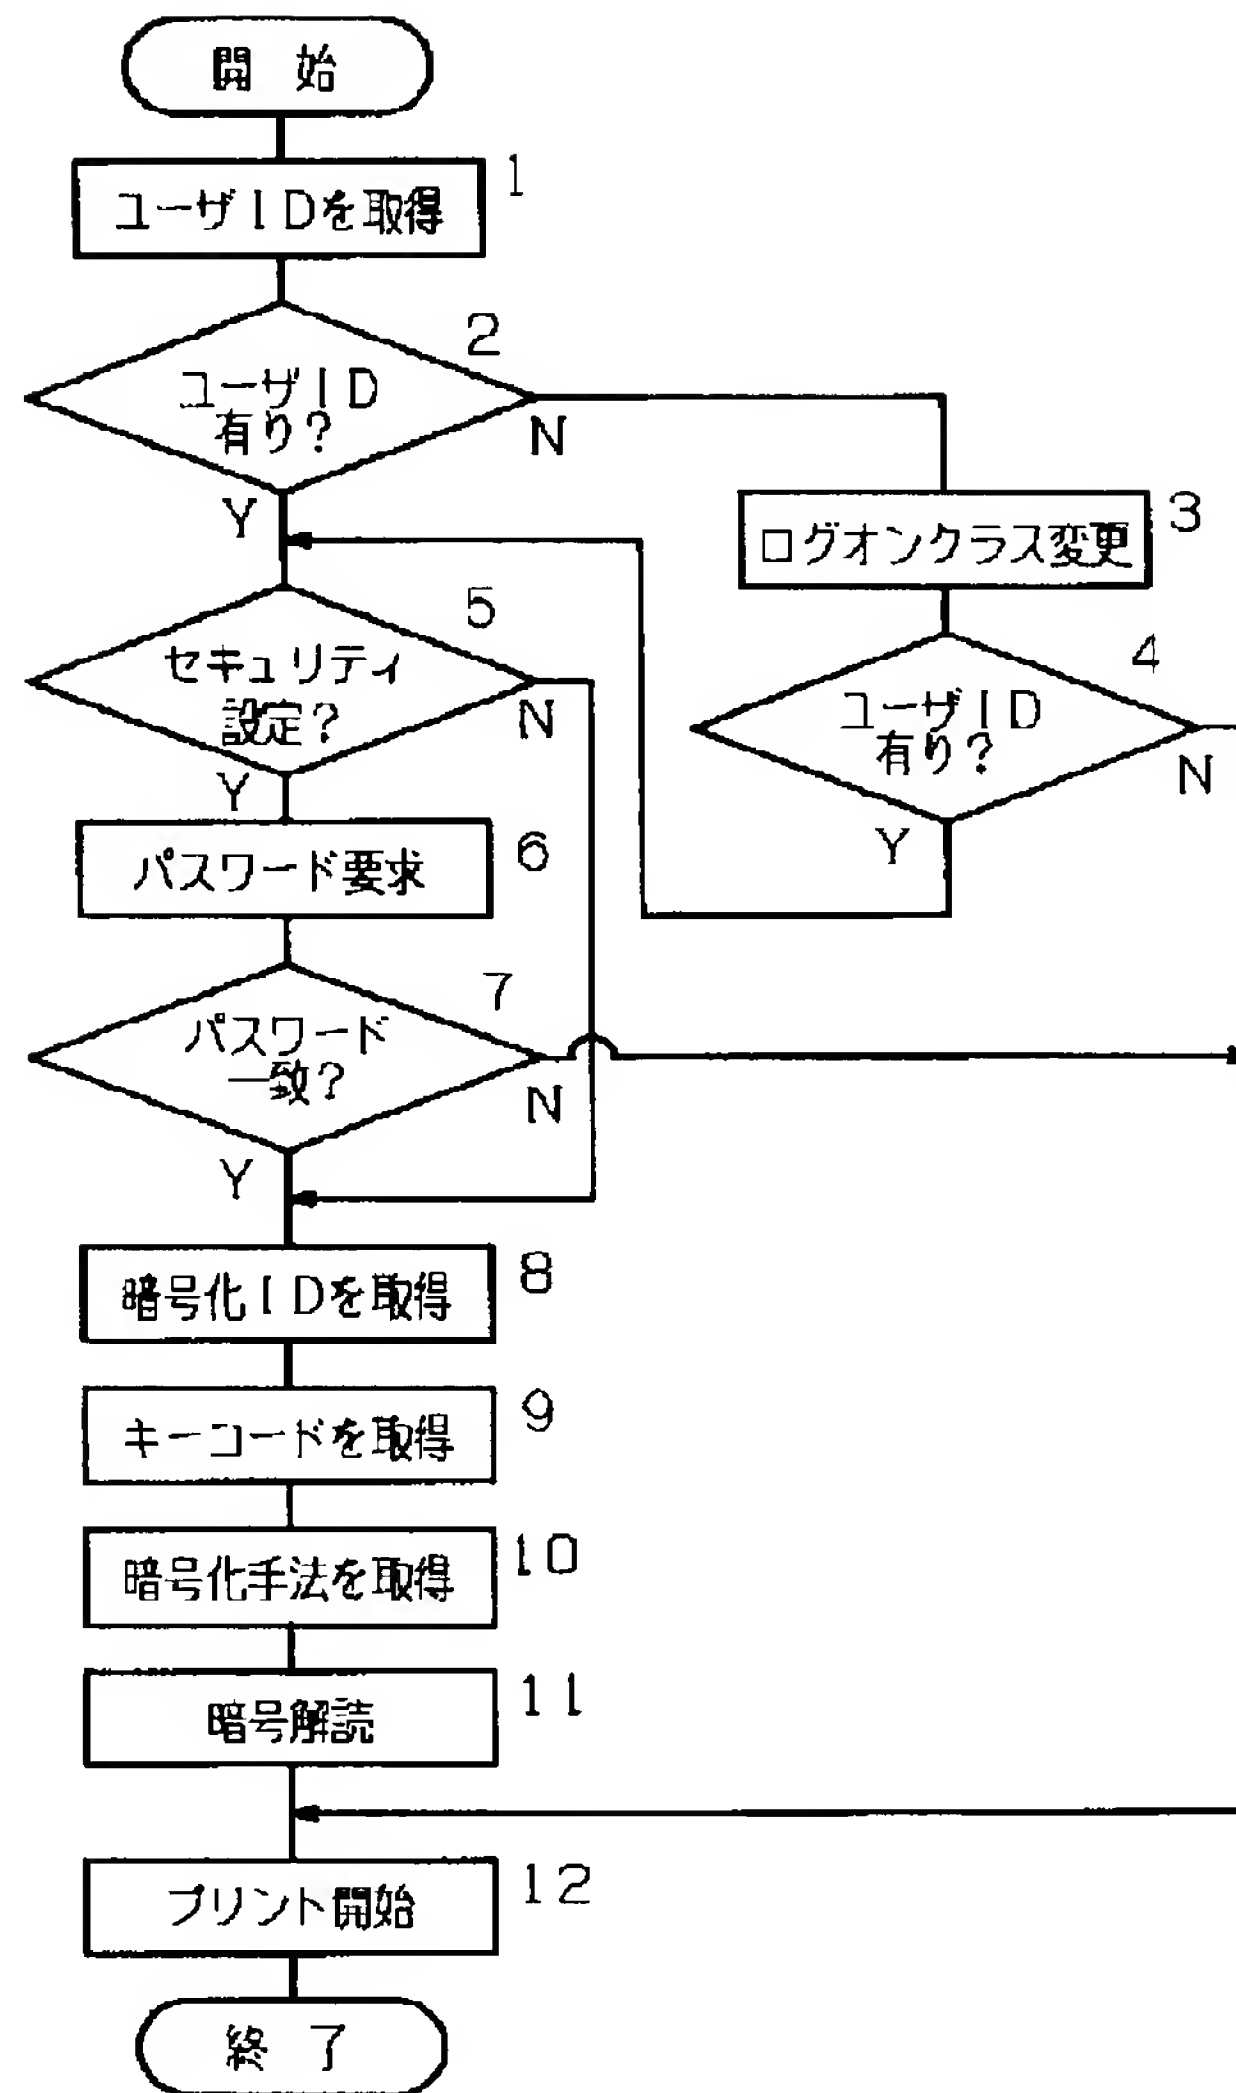 開 始
1
ユーザIDを取得
2
ユーザID
有り?
N
Y
3
ログオンクラス変更
4
ユーザID
有り?
N
Y
5
セキュリティ
設定?
N
Y
6
パスワード要求
7
パスワード
一致?
N
Y
8
暗号化IDを取得
9
キーコードを取得
10
暗号化手法を取得
11
暗号解読
12
プリント開始
終 了